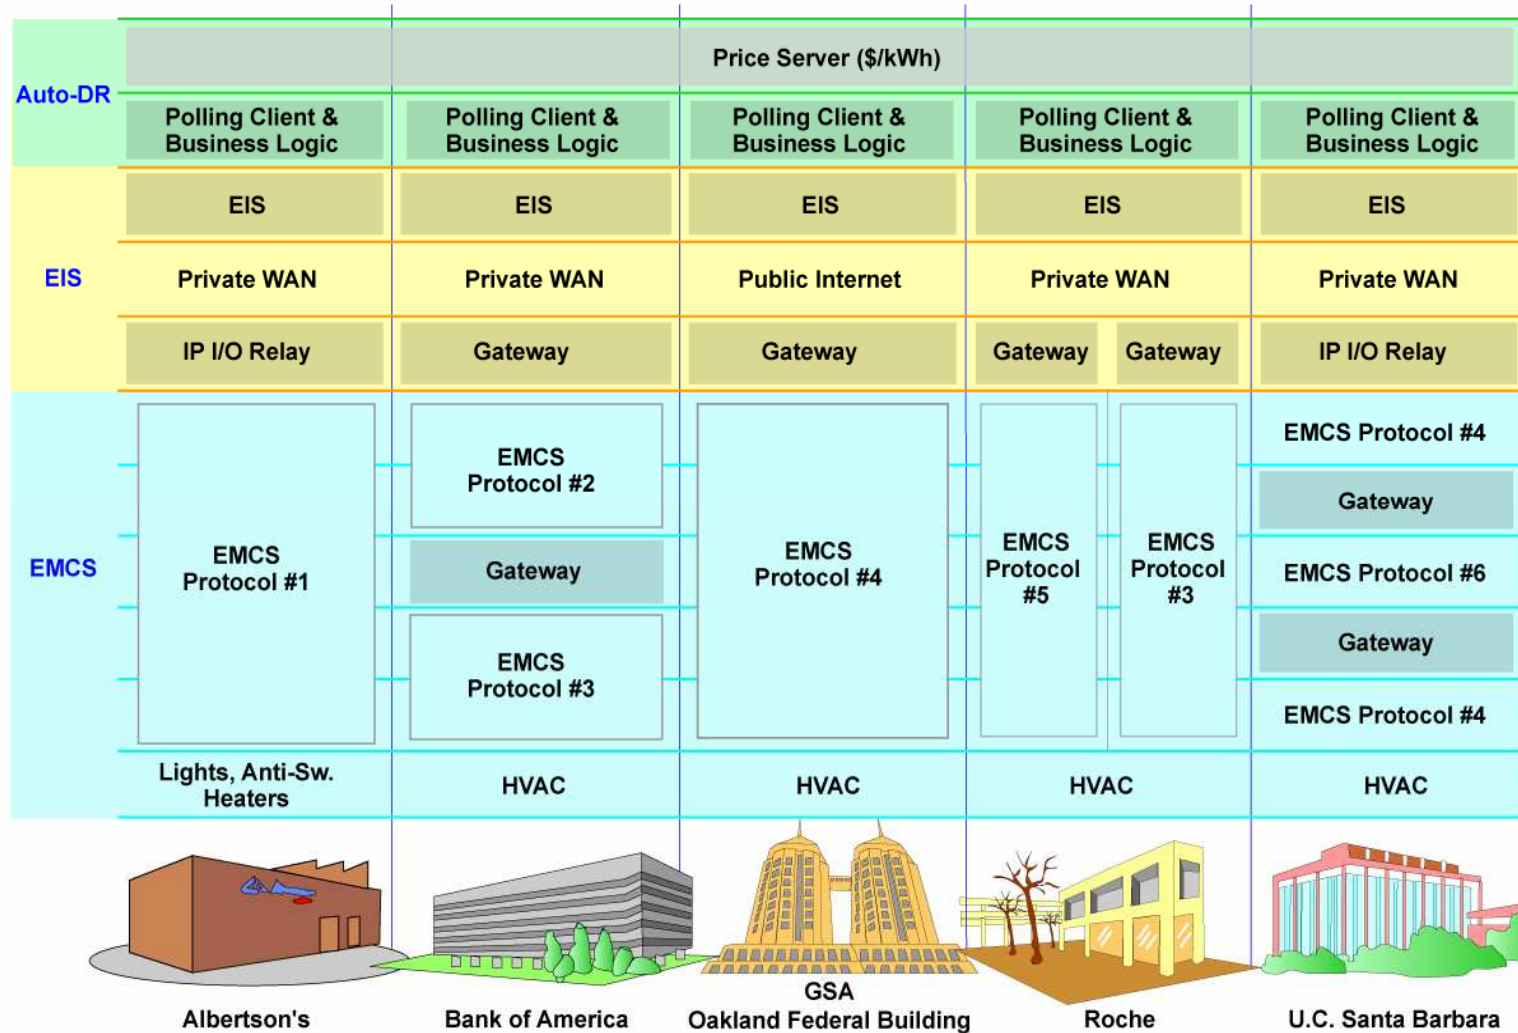 Price Server ($/kWh)
Auto-DR
Polling Client &
Business Logic
Polling Client &
Business Logic
Polling Client &
Business Logic
Polling Client &
Business Logic
Polling Client &
Business Logic
EIS
EIS
EIS
EIS
EIS
EIS
Private WAN
Private WAN
Public Internet
Private WAN
Private WAN
IP I/O Relay
Gateway
Gateway
Gateway
Gateway
IP I/O Relay
EMCS
EMCS
Protocol #1
EMCS
Protocol #2
Gateway
EMCS
Protocol #3
EMCS
Protocol #4
EMCS
Protocol
#5
EMCS
Protocol
#3
EMCS Protocol #4
Gateway
EMCS Protocol #6
Gateway
EMCS Protocol #4
Lights, Anti-Sw.
Heaters
HVAC
HVAC
HVAC
HVAC
Albertson's
Bank of America
GSA
Oakland Federal Building
Roche
U.C. Santa Barbara